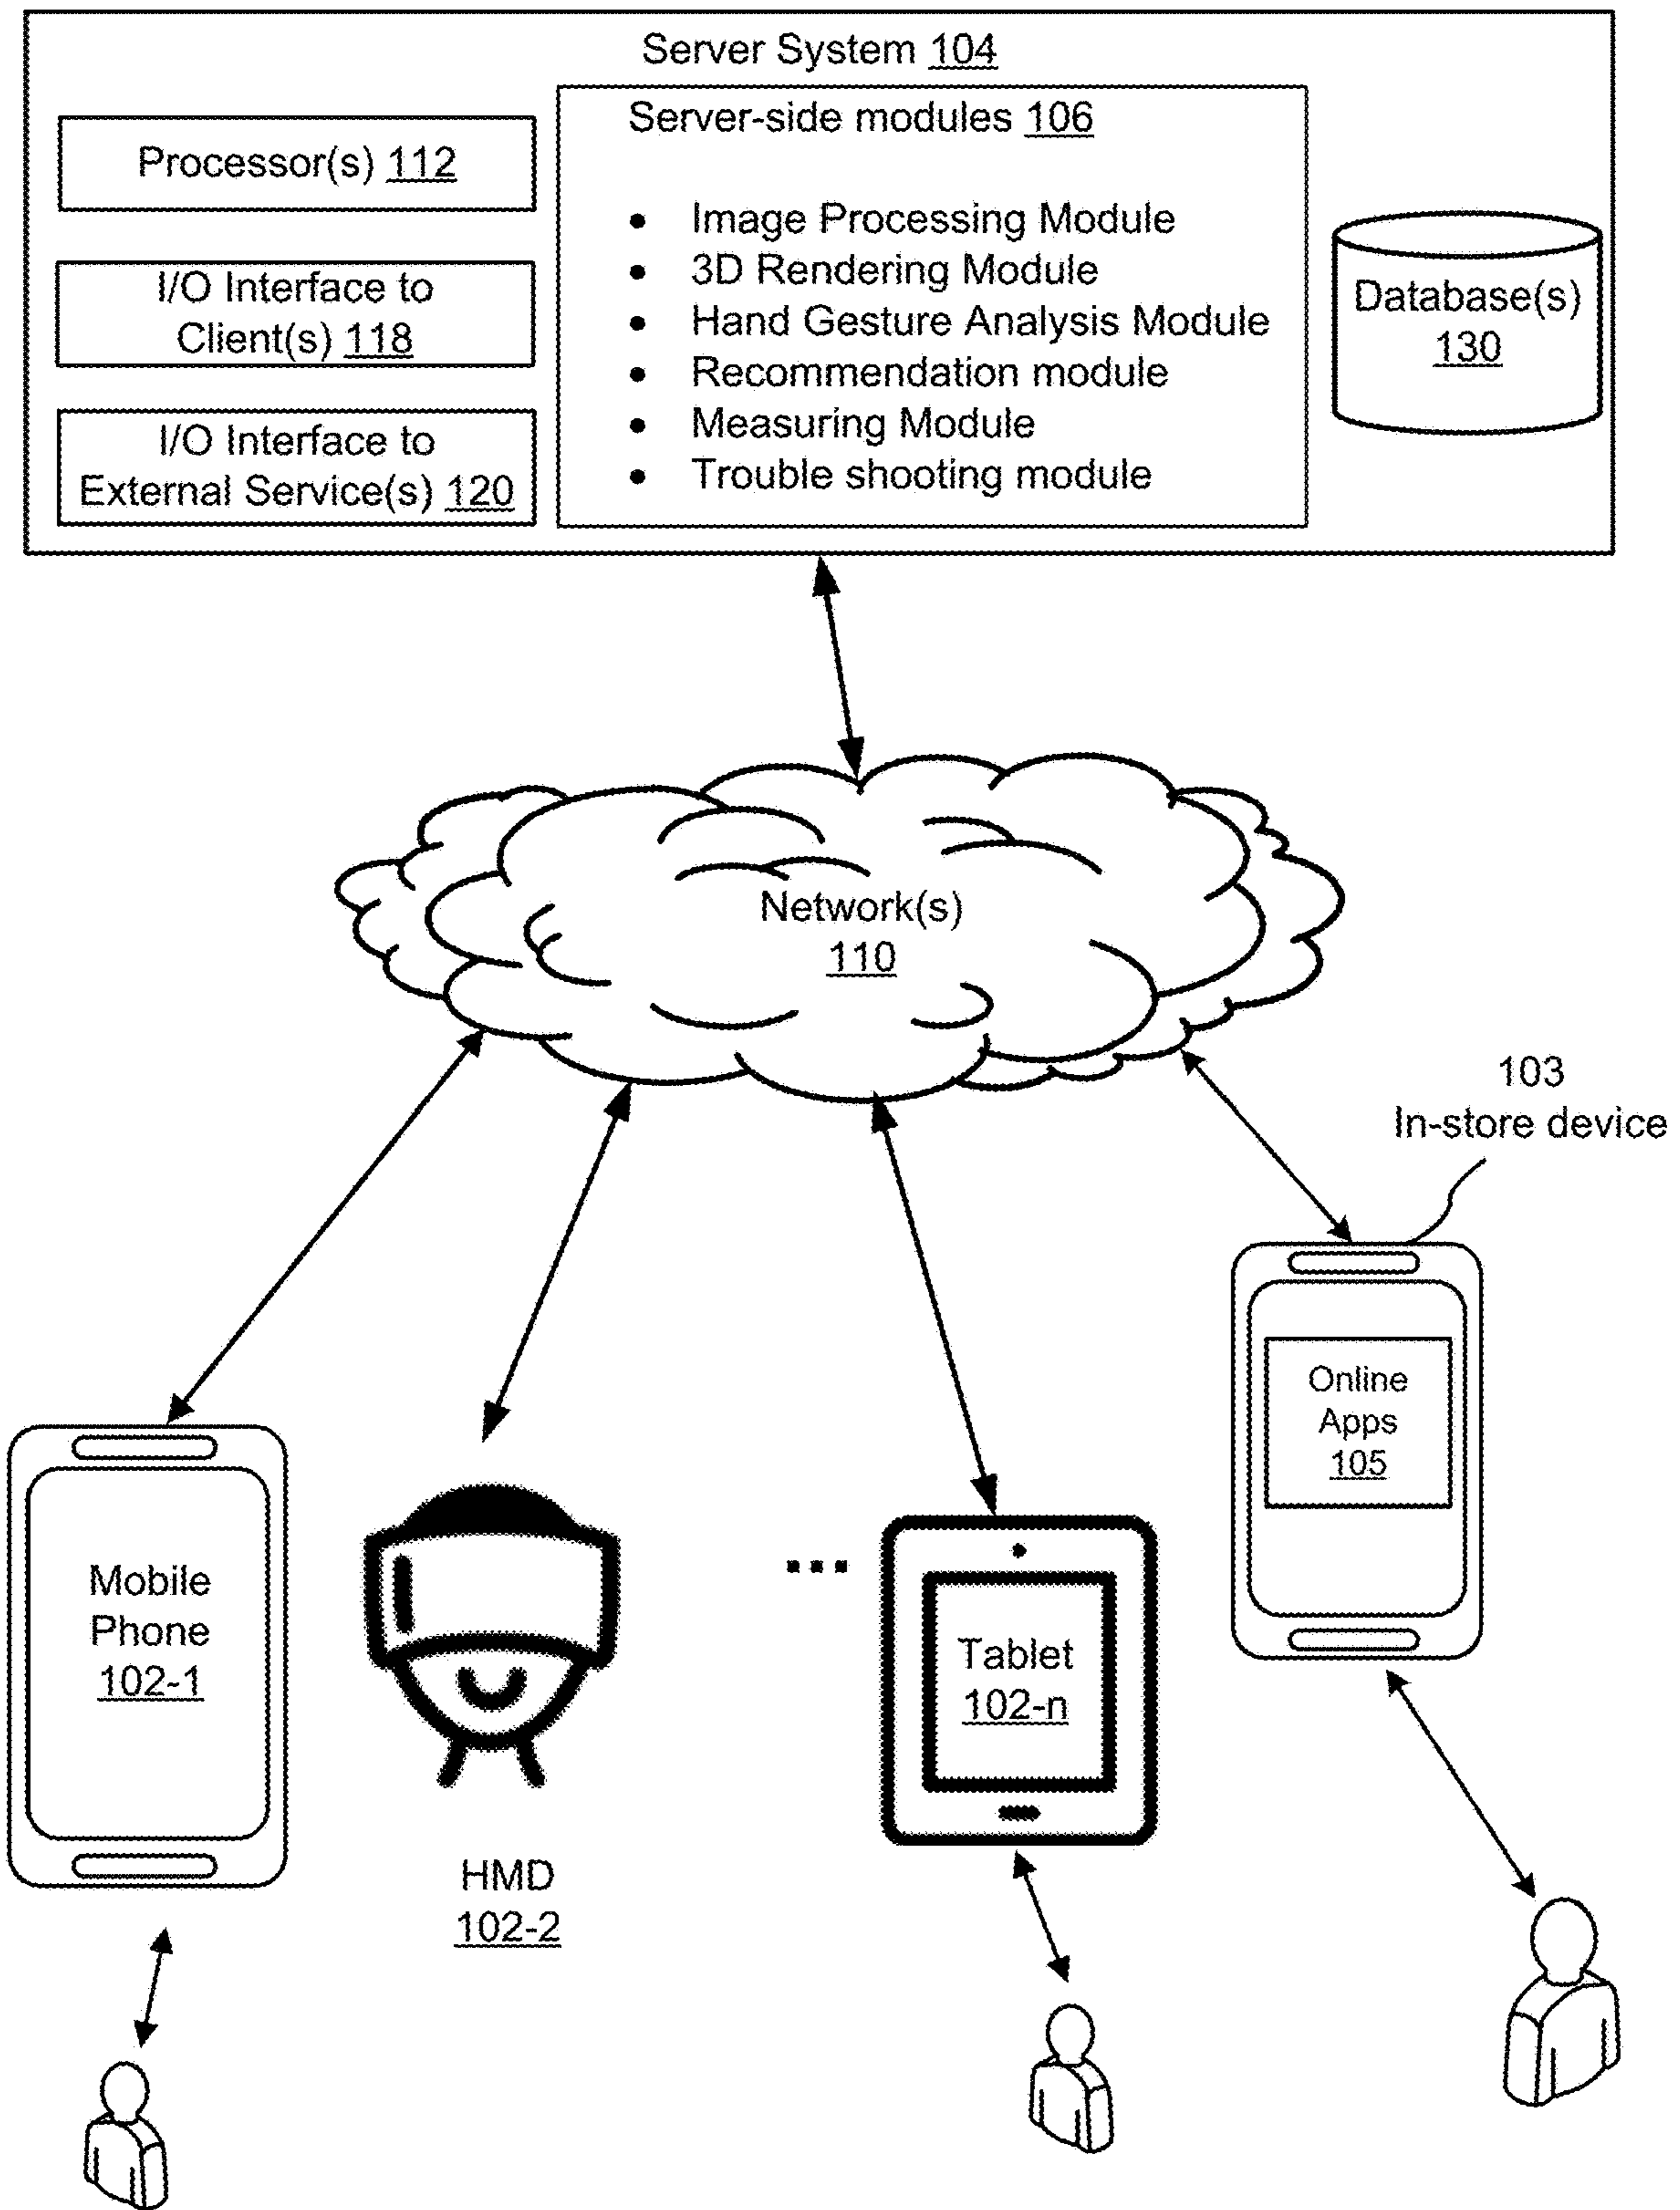 Server System 104
Processor(s) 112
I/O Interface to
Client(s) 118
I/O Interface to
External Service(s) 120
Server-side modules 106
• Image Processing Module
• 3D Rendering Module
• Hand Gesture Analysis Module
• Recommendation module
• Measuring Module
• Trouble shooting module
Database(s)
130
Network(s)
110
103
In-store device
Online
Apps
105
Mobile
Phone
102-1
HMD
102-2
...
Tablet
102-n